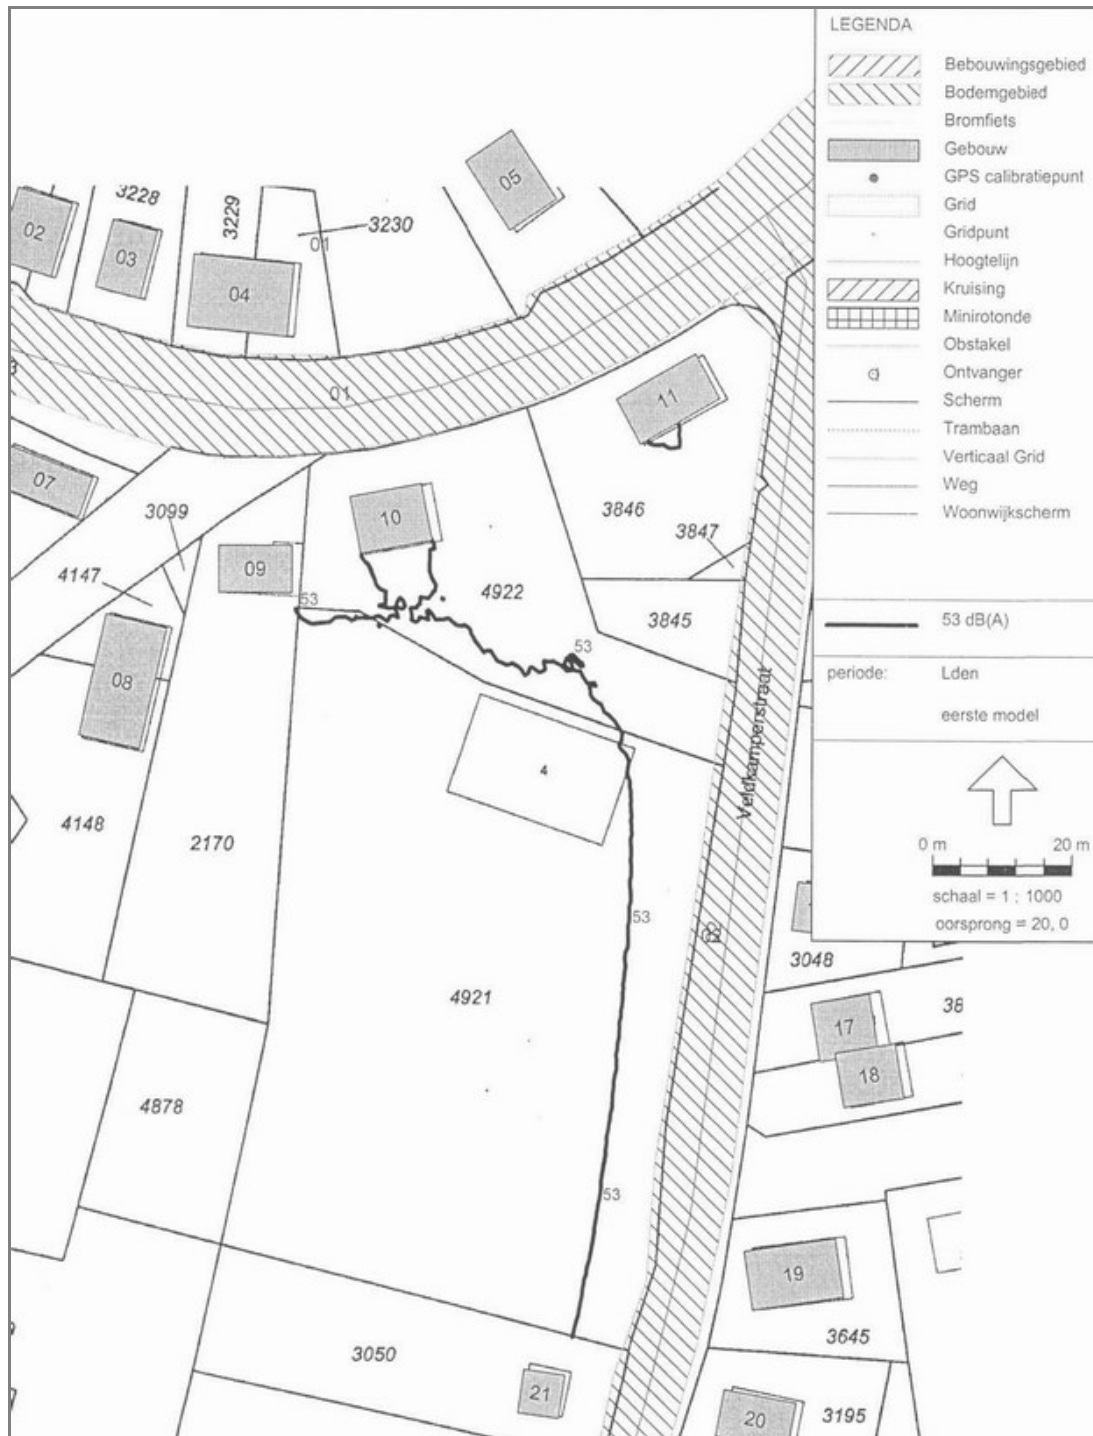 LEGENDA
Bebouwingsgebied
Bodemgebied
Bromfiets
Gebouw
GPS calibratiepunt
Grid
Gridpunt
Hoogtelijn
Kruising
Minirotonde
Obstakel
Ontvanger
Scherm
Trambaan
Verticaal Grid
Weg
Woonwijkscherm
53 dB(A)
periode: Lden
eerste model
0 m 20 m
schaal = 1 : 1000
oorsprong = 20, 0
05
3228
3229
3230
01
02
03
04
01
11
07
3099
10
3846
3847
09
4147
53
4922
3845
53
08
Veldkamperstraat
4
4148
2170
53
3048
4921
38
17
18
4878
53
19
3645
3050
21
20
3195